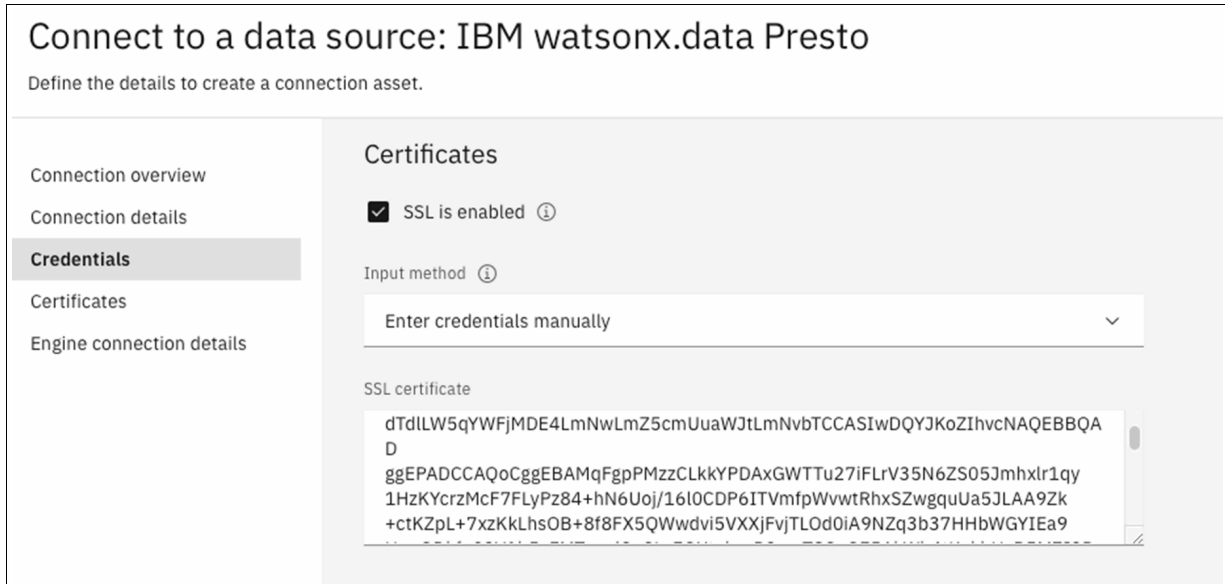 Connect to a data source: IBM watsonx.data Presto
Define the details to create a connection asset.
Connection overview
Connection details
Credentials
Certificates
Engine connection details
Certificates
SSL is enabled
Input method
Enter credentials manually
SSL certificate
dTdlLW5qYWFjMDE4LmNwLmZ5cmUuaWJtLmNvbTCCASIwDQYJKoZIhvcNAQEBBQA
D
ggEPADCCAQoCggEBAMqFgpPMzzCLkkYPDAxGWTTu27iFLrV35N6ZS05Jmhxlr1qy
1HzKYcrzMcF7FLyPz84+hN6Uoj/16l0CDP6ITVmfpWvwtRhxSZwgquUa5JLAA9Zk
+ctKZpL+7xzKkLhsOB+8f8FX5QWwdvi5VXXjFvjTLOd0iA9NZq3b37HHbWGYIEa9